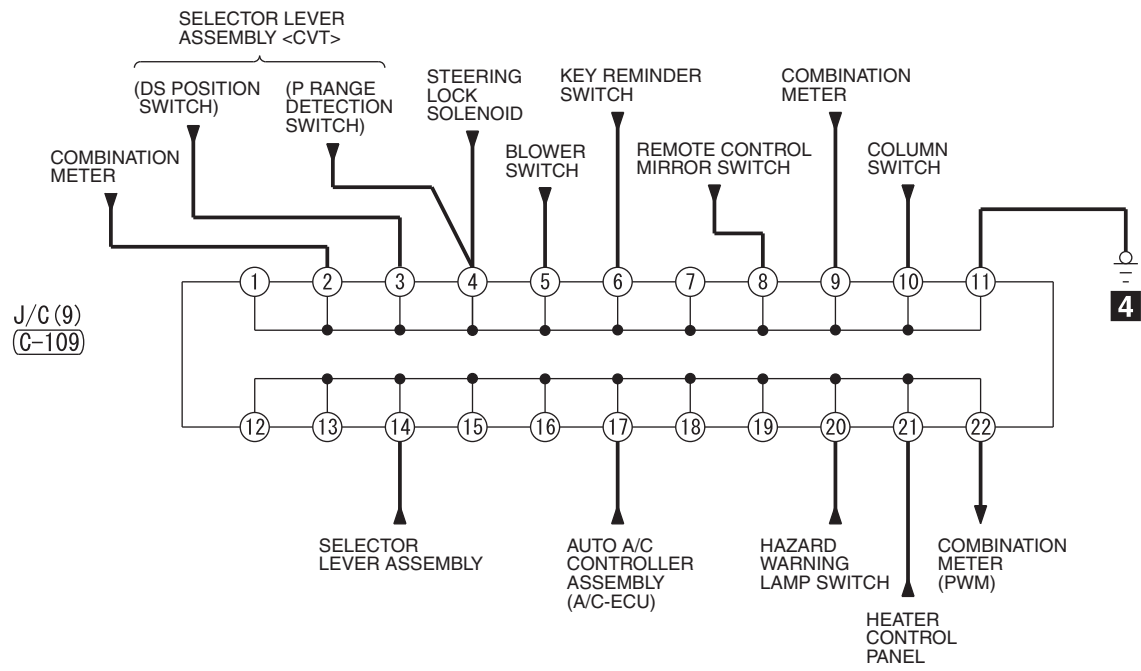 SELECTOR LEVER
ASSEMBLY <CVT>
(DS POSITION
SWITCH)
(P RANGE
DETECTION
SWITCH)
STEERING
LOCK
SOLENOID
KEY REMINDER
SWITCH
COMBINATION
METER
COMBINATION
METER
BLOWER
SWITCH
REMOTE CONTROL
MIRROR SWITCH
COLUMN
SWITCH
1 2 3 4 5 6 7 8 9 10 11
4
J/C(9)
C-109
12 13 14 15 16 17 18 19 20 21 22
SELECTOR
LEVER ASSEMBLY
AUTO A/C
CONTROLLER
ASSEMBLY
(A/C-ECU)
HAZARD
WARNING
LAMP SWITCH
COMBINATION
METER
(PWM)
HEATER
CONTROL
PANEL